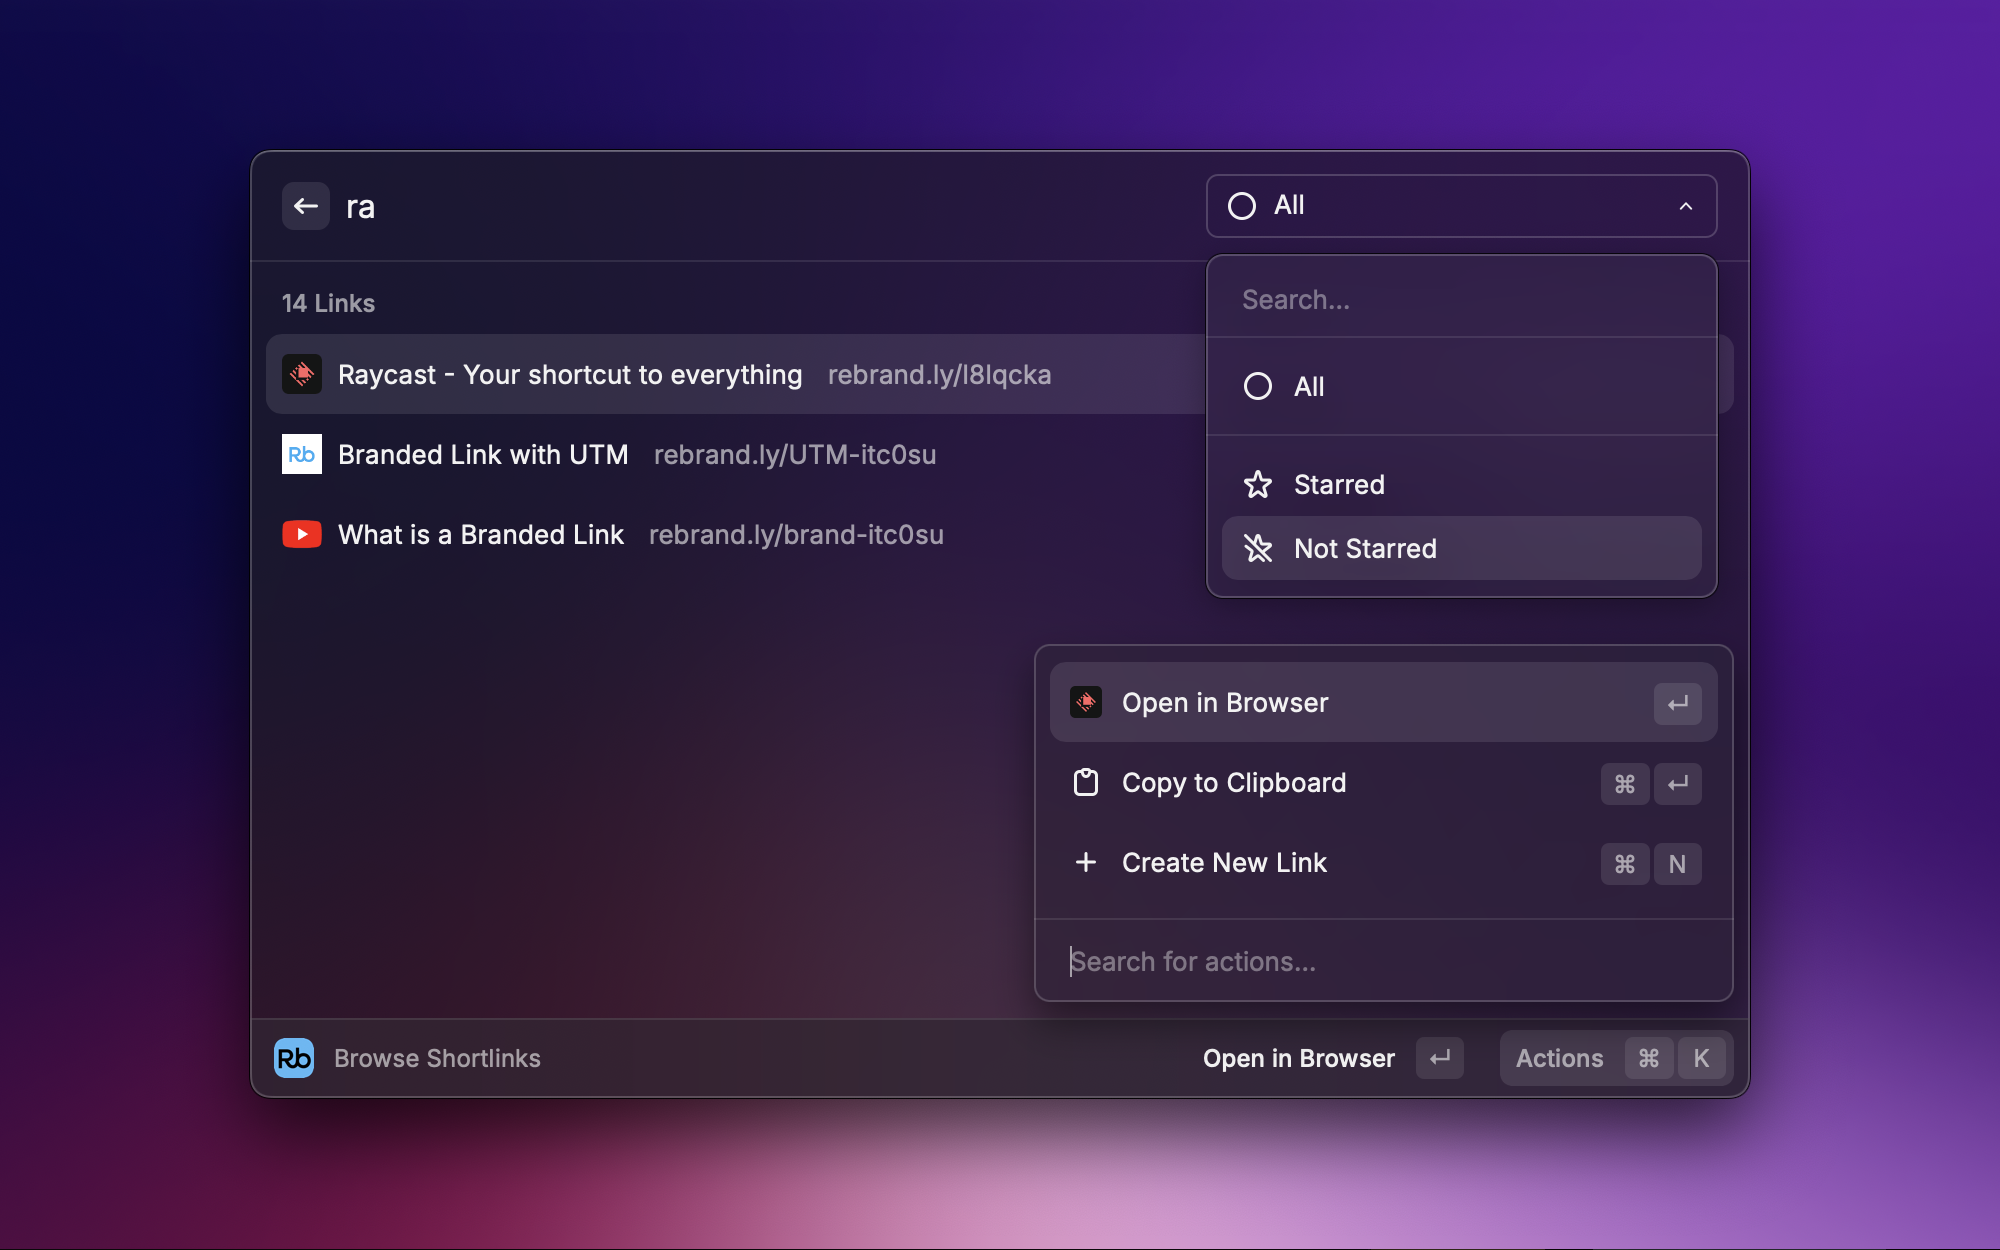 ra
All
Search...
All
Starred
Not Starred
14 Links
Raycast - Your shortcut to everything rebrand.ly/l8lqcka
Rb Branded Link with UTM rebrand.ly/UTM-itc0su
What is a Branded Link rebrand.ly/brand-itc0su
Open in Browser ↵
Copy to Clipboard ⌘ ↵
Create New Link ⌘ N
Search for actions...
Rb Browse Shortlinks
Open in Browser ↵ Actions ⌘ K